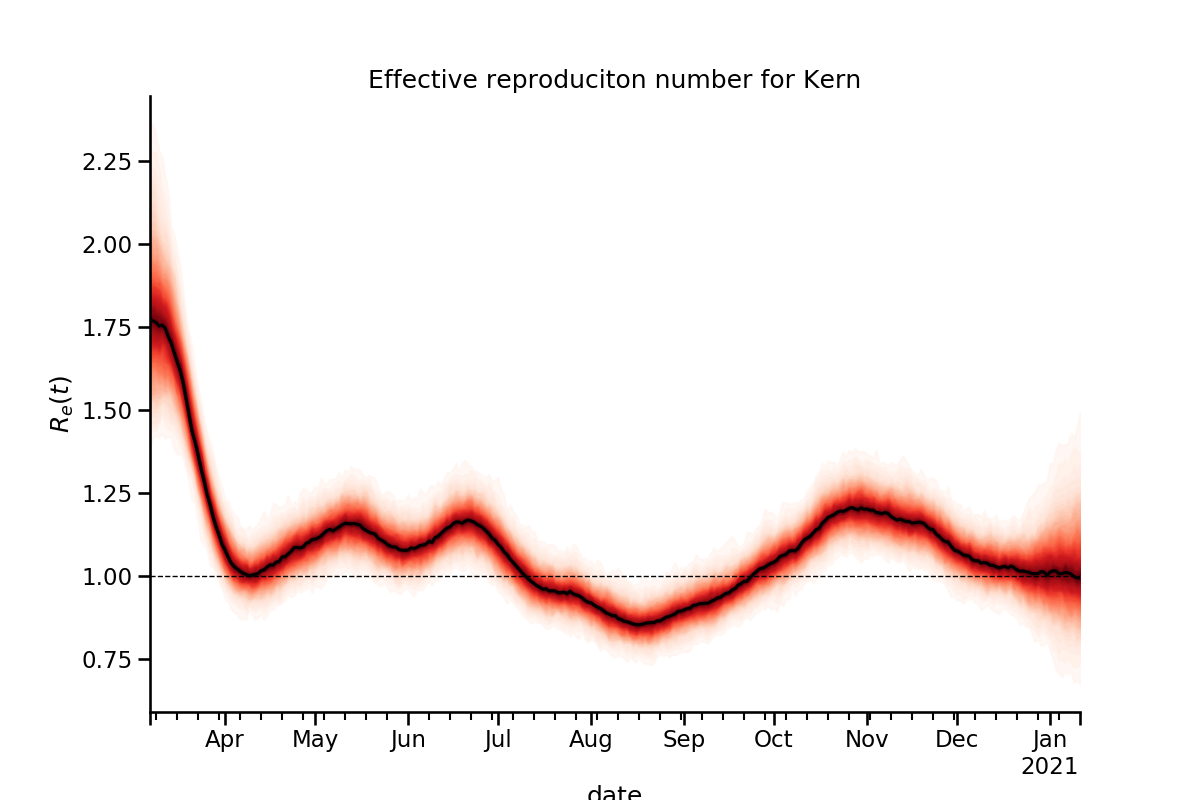 Effective reproduciton number for Kern
2.25
2.00
1.75
1.50
1.25
1.00
0.75
R_e(t)
Apr May Jun Jul Aug Sep Oct Nov Dec Jan
2021
date